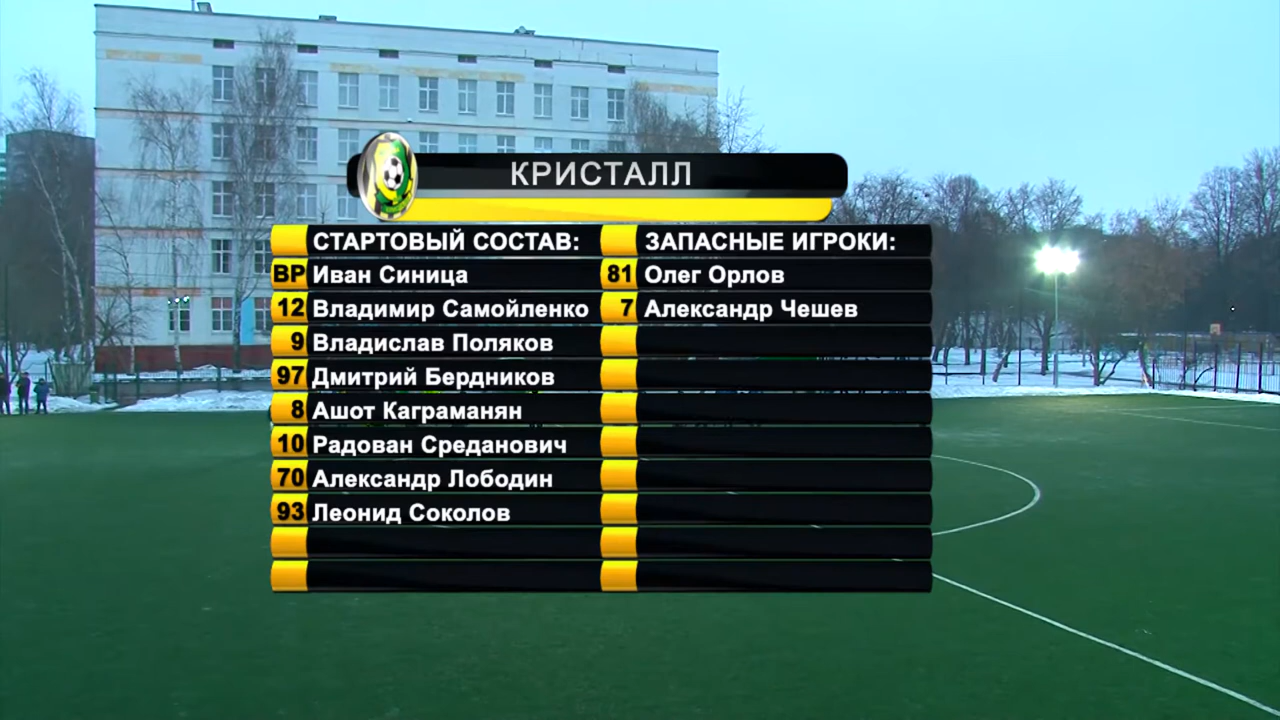 КРИСТАЛЛ
СТАРТОВЫЙ СОСТАВ:
ВР Иван Синица
12 Владимир Самойленко
9 Владислав Поляков
97 Дмитрий Бердников
8 Ашот Каграманян
10 Радован Среданович
70 Александр Лободин
93 Леонид Соколов
ЗАПАСНЫЕ ИГРОКИ:
81 Олег Орлов
7 Александр Чешев